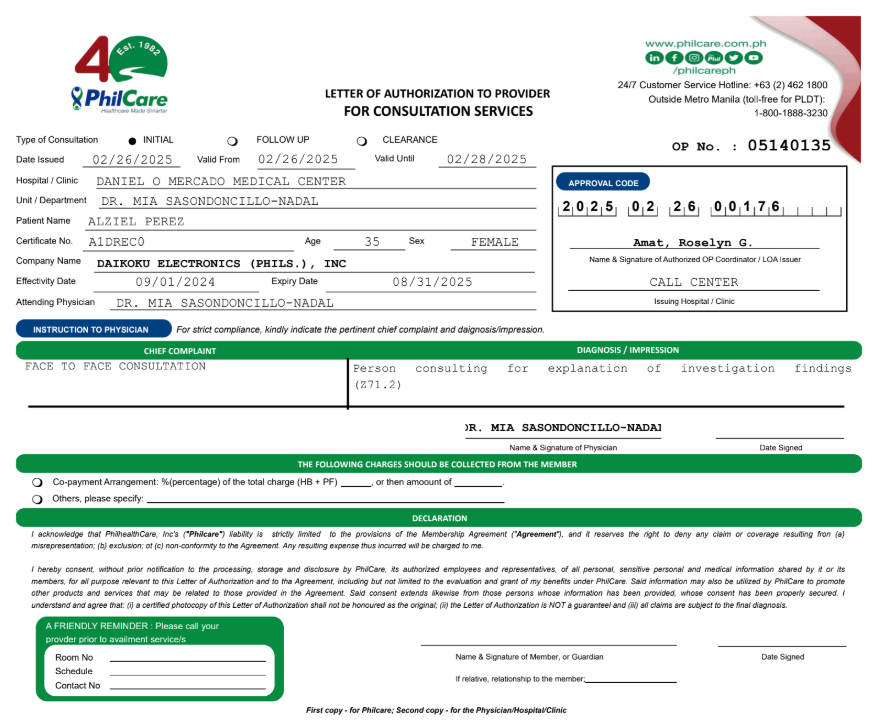 40 Est. 1982
PhilCare
Healthcare Made Smarter
LETTER OF AUTHORIZATION TO PROVIDER
FOR CONSULTATION SERVICES
www.philcare.com.ph
/philcareph
24/7 Customer Service Hotline: +63 (2) 462 1800
Outside Metro Manila (toll-free for PLDT):
1-800-1888-3230
Type of Consultation INITIAL FOLLOW UP CLEARANCE
OP No. : 05140135
Date Issued 02/26/2025 Valid From 02/26/2025 Valid Until 02/28/2025
Hospital / Clinic DANIEL O MERCADO MEDICAL CENTER
Unit / Department DR. MIA SASONDONCILLO-NADAL
Patient Name ALZIEL PEREZ
Certificate No. A1DREC0 Age 35 Sex FEMALE
Company Name DAIKOKU ELECTRONICS (PHILS.), INC
Effectivity Date 09/01/2024 Expiry Date 08/31/2025
Attending Physician DR. MIA SASONDONCILLO-NADAL
APPROVAL CODE
2025 02 26 00176
Amat, Roselyn G.
Name & Signature of Authorized OP Coordinator / LOA Issuer
CALL CENTER
Issuing Hospital / Clinic
INSTRUCTION TO PHYSICIAN For strict compliance, kindly indicate the pertinent chief complaint and daignosis/impression.
CHIEF COMPLAINT DIAGNOSIS / IMPRESSION
FACE TO FACE CONSULTATION
Person consulting for explanation of investigation findings
(Z71.2)
DR. MIA SASONDONCILLO-NADAL
Name & Signature of Physician Date Signed
THE FOLLOWING CHARGES SHOULD BE COLLECTED FROM THE MEMBER
Co-payment Arrangement: %(percentage) of the total charge (HB + PF) ______, or then amoount of ________.
Others, please specify:
DECLARATION
I acknowledge that PhilhealthCare, Inc's ("Philcare") liability is strictly limited to the provisions of the Membership Agreement ("Agreement"), and it reserves the right to deny any claim or coverage resulting fron (a)
misrepresentation; (b) exclusion; ot (c) non-conformity to the Agreement. Any resulting expense thus incurred will be charged to me.
I hereby consent, without prior notification to the processing, storage and disclosure by PhilCare, its authorized employees and representatives, of all personal, sensitive personal and medical information shared by it or its
members, for all purpose relevant to this Letter of Authorization and to the Agreement, including but not limited to the evaluation and grant of my benefits under PhilCare. Said information may also be utilized by PhilCare to promote
other products and services that may be related to those provided in the Agreement. Said consent extends likewise from those persons whose information has been provided, whose consent has been properly secured. I
understand and agree that: (i) a certified photocopy of this Letter of Authorization shall not be honoured as the original; (ii) the Letter of Authorization is NOT a guaranteel and (iii) all claims are subject to the final diagnosis.
A FRIENDLY REMINDER : Please call your
provder prior to availment service/s
Room No
Schedule
Contact No
Name & Signature of Member, or Guardian Date Signed
If relative, relationship to the member;
First copy - for Philcare; Second copy - for the Physician/Hospital/Clinic